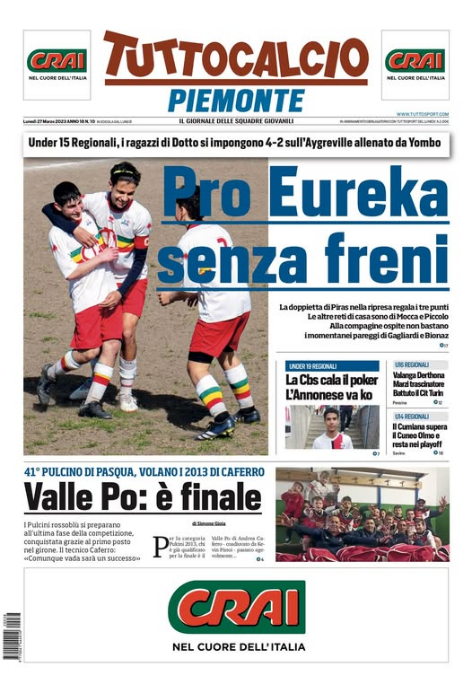 CRAI
NEL CUORE DELL'ITALIA
TUTTOCALCIO
PIEMONTE
CRAI
NEL CUORE DELL'ITALIA
WWW.TUTTOSPORT.COM
Lunedì 27 Marzo 2023 ANNO
IL GIORNALE DELLE SQUADRE GIOVANILI
Under 15 Regionali, i ragazzi di Dotto si impongono 4-2 sull'Aygreville allenato da Yombo
Pro Eureka
senza freni
La doppietta di Piras nella ripresa regala i tre punti
Le altre reti di casa sono di Mocca e Piccolo
Alla compagine ospite non bastano
i momentanei pareggi di Gagliardi e Bionaz
17
UNDER 19 REGIONALI
La Cbs cala il poker
L'Annonese va ko
7
U16 REGIONALI
Valanga Derthona
Marzi trascinatore
Battuto il Cit Turin
U14 REGIONALI
Il Cumiana supera
il Cuneo Olmo e
resta nei playoff
41° PULCINO DI PASQUA, VOLANO I 2013 DI CAFERRO
Valle Po: è finale
I Pulcini rossoblù si preparano
all'ultima fase della competizione,
conquistata grazie al primo posto
nel girone. Il tecnico Caferro:
«Comunque vada sarà un successo»
di Simone Gioia
Per la categoria
Pulcini 2013, chi
è già qualificato
per la finale è il
Valle Po di Andrea Ca-
ferro
CRAI
NEL CUORE DELL'ITALIA